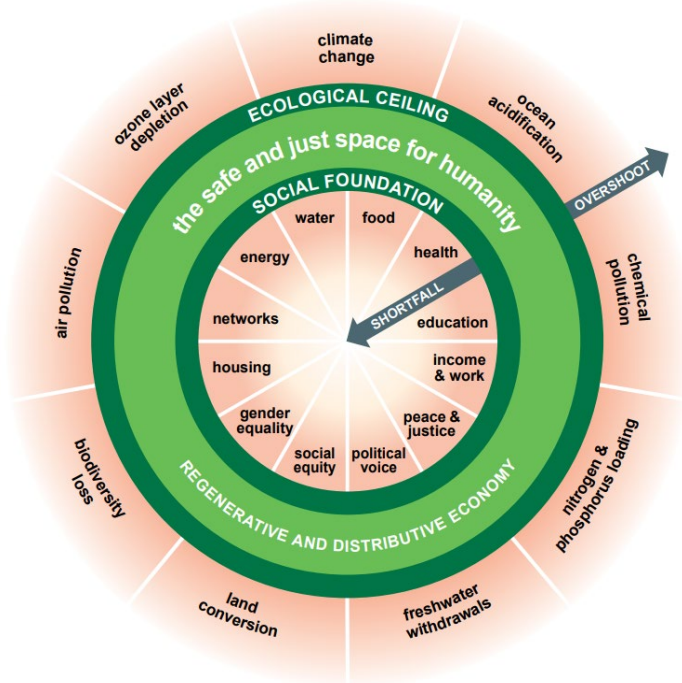 climate
change
ocean
acidification
OVERSHOOT
chemical
pollution
nitrogen &
phosphorus loading
freshwater
withdrawals
land
conversion
biodiversity
loss
air pollution
ozone layer
depletion
ECOLOGICAL CEILING
the safe and just space for humanity
SOCIAL FOUNDATION
water
food
health
SHORTFALL
education
income
& work
peace &
justice
political
voice
social
equity
gender
equality
housing
networks
energy
REGENERATIVE AND DISTRIBUTIVE ECONOMY